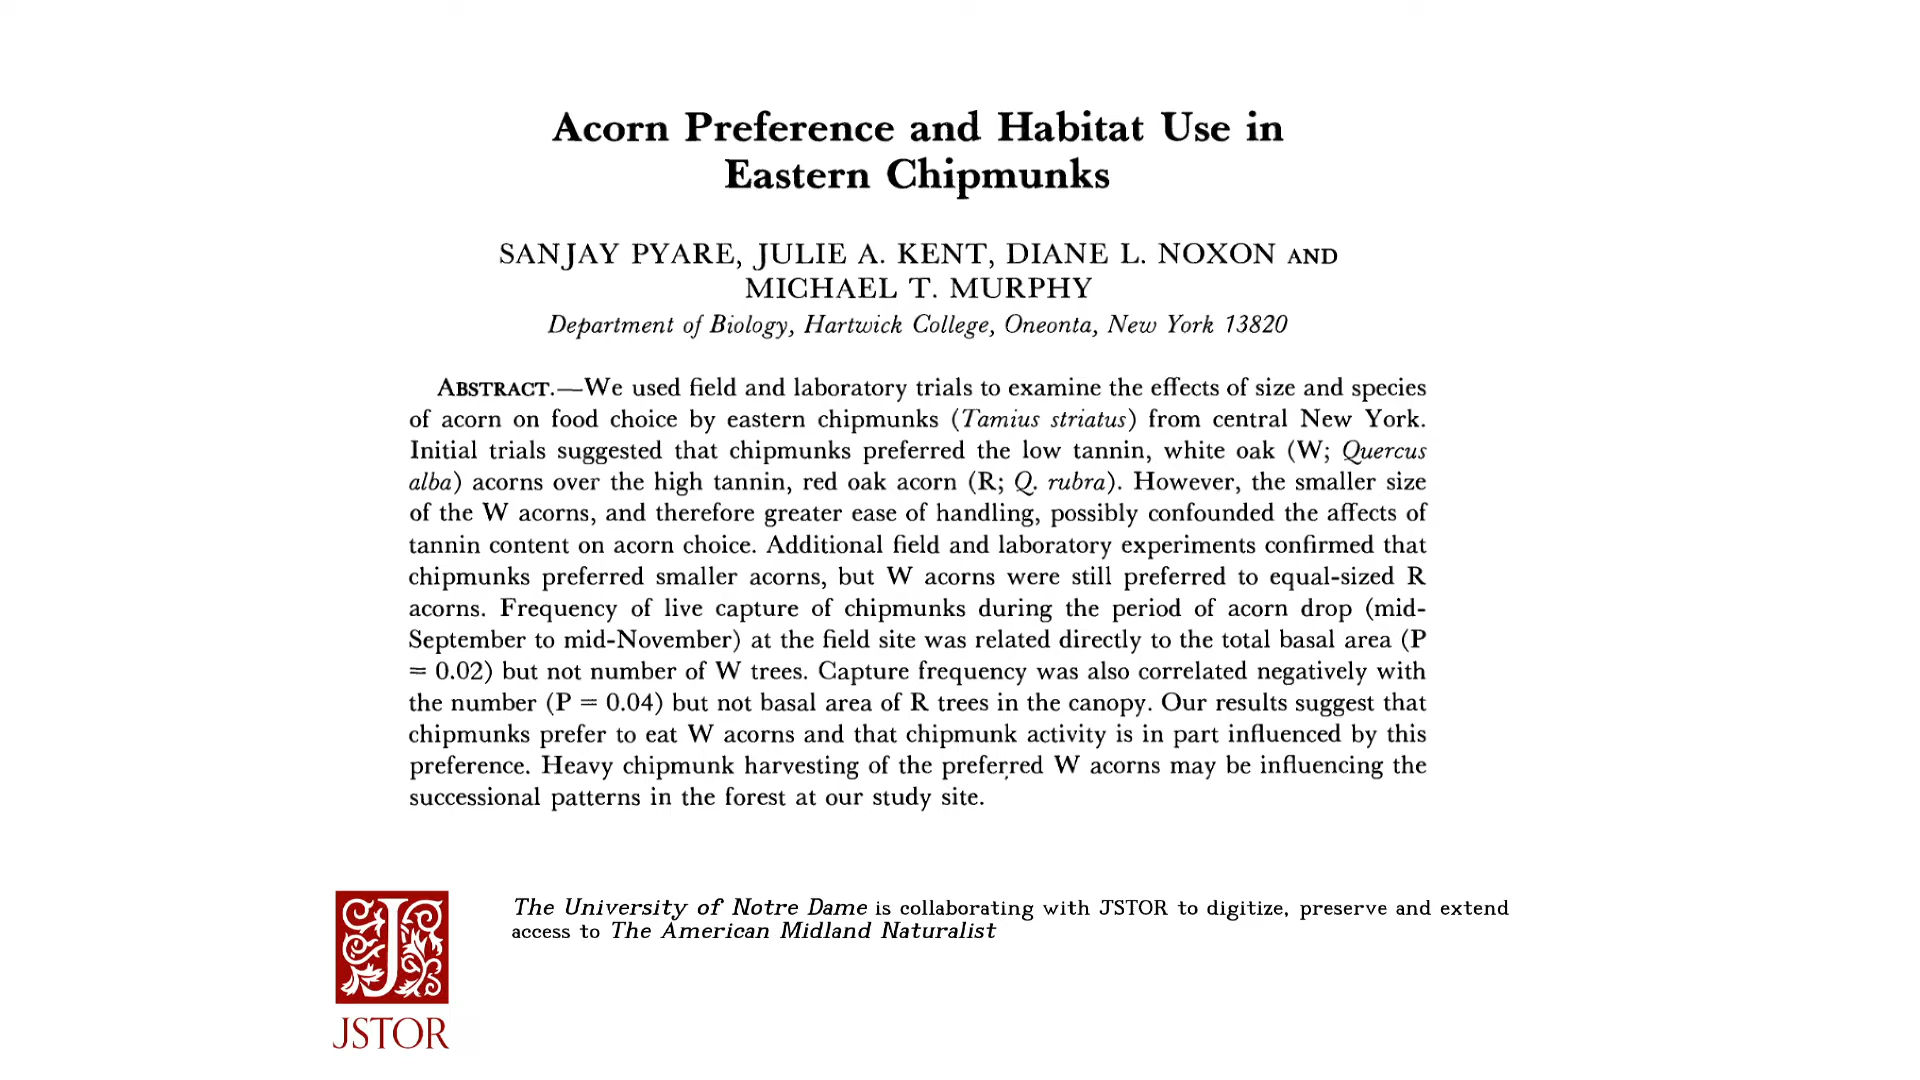 Acorn Preference and Habitat Use in
Eastern Chipmunks
SANJAY PYARE, JULIE A. KENT, DIANE L. NOXON AND
MICHAEL T. MURPHY
Department of Biology, Hartwick College, Oneonta, New York 13820
ABSTRACT.—We used field and laboratory trials to examine the effects of size and species
of acorn on food choice by eastern chipmunks (Tamius striatus) from central New York.
Initial trials suggested that chipmunks preferred the low tannin, white oak (W; Quercus
alba) acorns over the high tannin, red oak acorn (R; Q. rubra). However, the smaller size
of the W acorns, and therefore greater ease of handling, possibly confounded the affects of
tannin content on acorn choice. Additional field and laboratory experiments confirmed that
chipmunks preferred smaller acorns, but W acorns were still preferred to equal-sized R
acorns. Frequency of live capture of chipmunks during the period of acorn drop (mid-
September to mid-November) at the field site was related directly to the total basal area (P
= 0.02) but not number of W trees. Capture frequency was also correlated negatively with
the number (P = 0.04) but not basal area of R trees in the canopy. Our results suggest that
chipmunks prefer to eat W acorns and that chipmunk activity is in part influenced by this
preference. Heavy chipmunk harvesting of the preferred W acorns may be influencing the
successional patterns in the forest at our study site.
The University of Notre Dame is collaborating with JSTOR to digitize, preserve and extend
access to The American Midland Naturalist
JSTOR